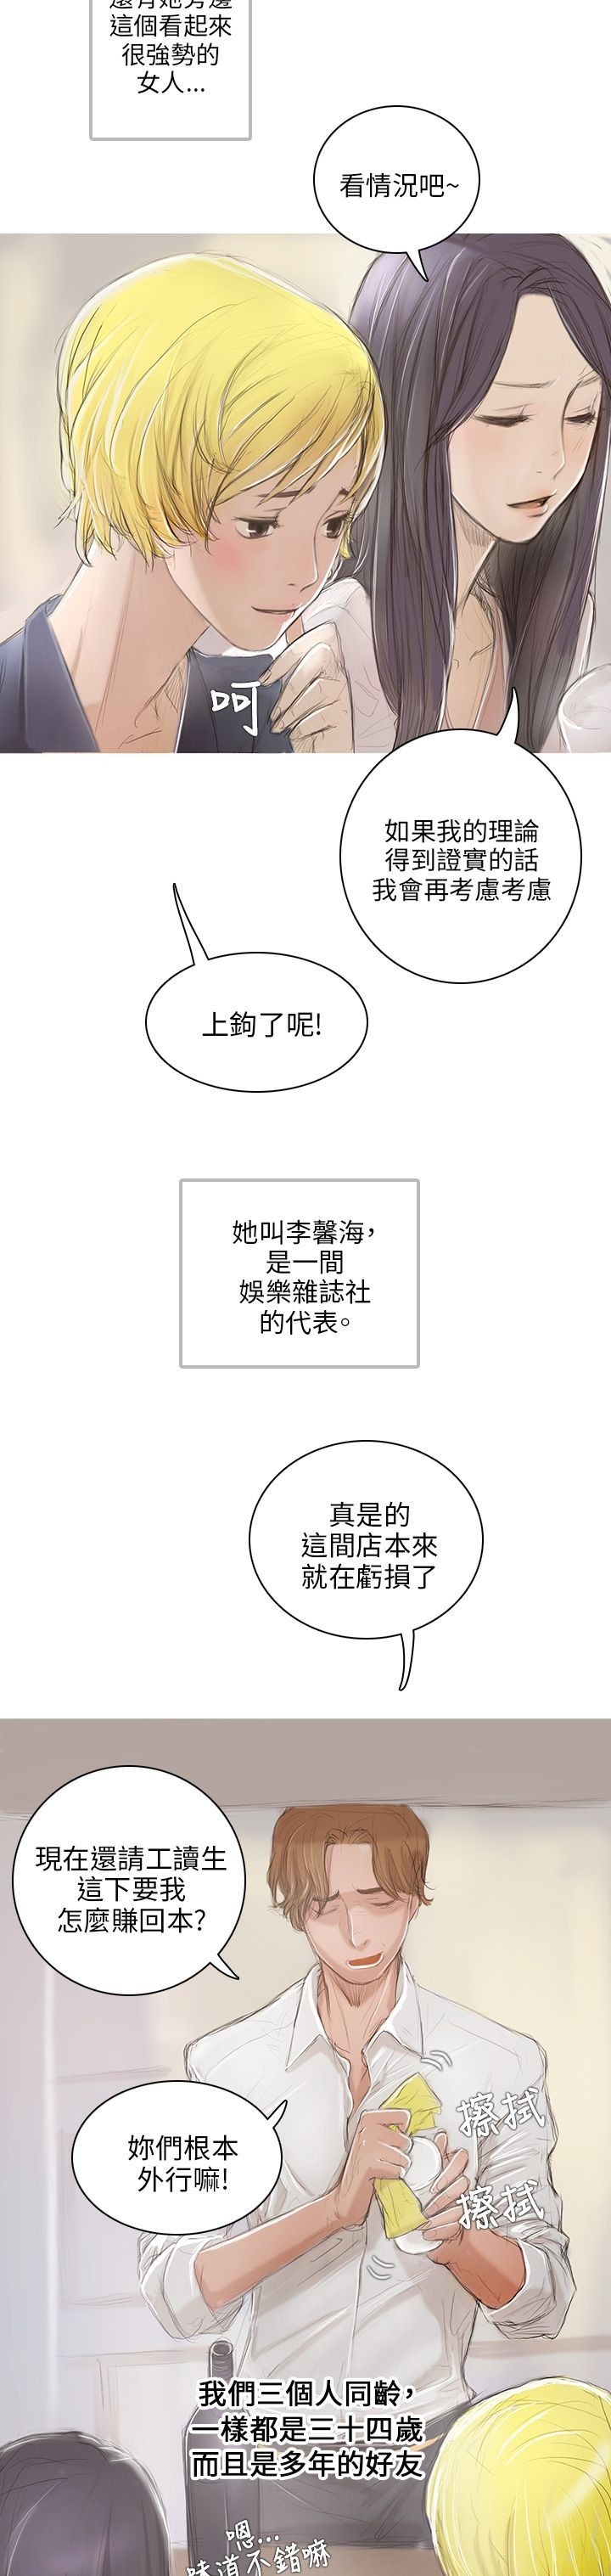 還有她旁邊
這個看起來
很強勢的
女人...
看情況吧~
呵
如果我的理論
得到證實的話
我會再考慮考慮
上鉤了呢!
她叫李馨海,
是一間
娛樂雜誌社
的代表。
真是的
這間店本來
就在虧損了
現在還請工讀生
這下要我
怎麼賺回本?
妳們根本
外行嘛!
擦拭
擦拭
我們三個人同齡,
一樣都是三十四歲
而且是多年的好友
嗯...
味道不錯嘛